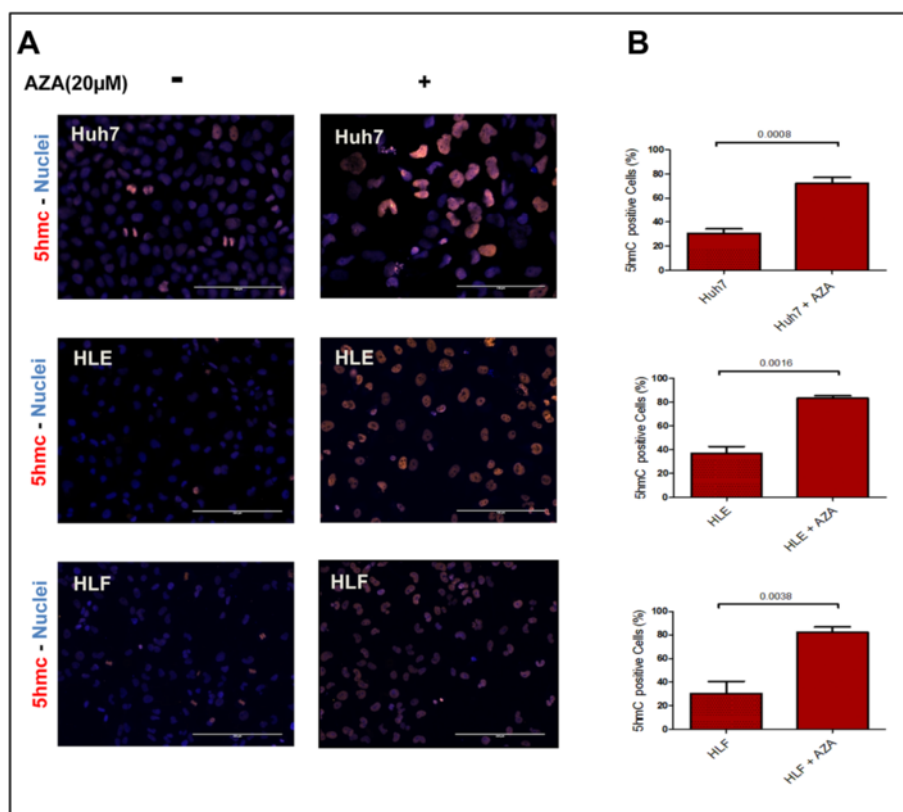 A
B
AZA(20µM) - +
5hmc - Nuclei
Huh7
Huh7
5hmC positive Cells (%)
0.0008
100
80
60
40
20
0
Huh7
Huh7 + AZA
5hmc - Nuclei
HLE
HLE
5hmC positive Cells (%)
0.0016
100
80
60
40
20
0
HLE
HLE + AZA
5hmc - Nuclei
HLF
HLF
5hmC positive Cells (%)
0.0038
100
80
60
40
20
0
HLF
HLF + AZA